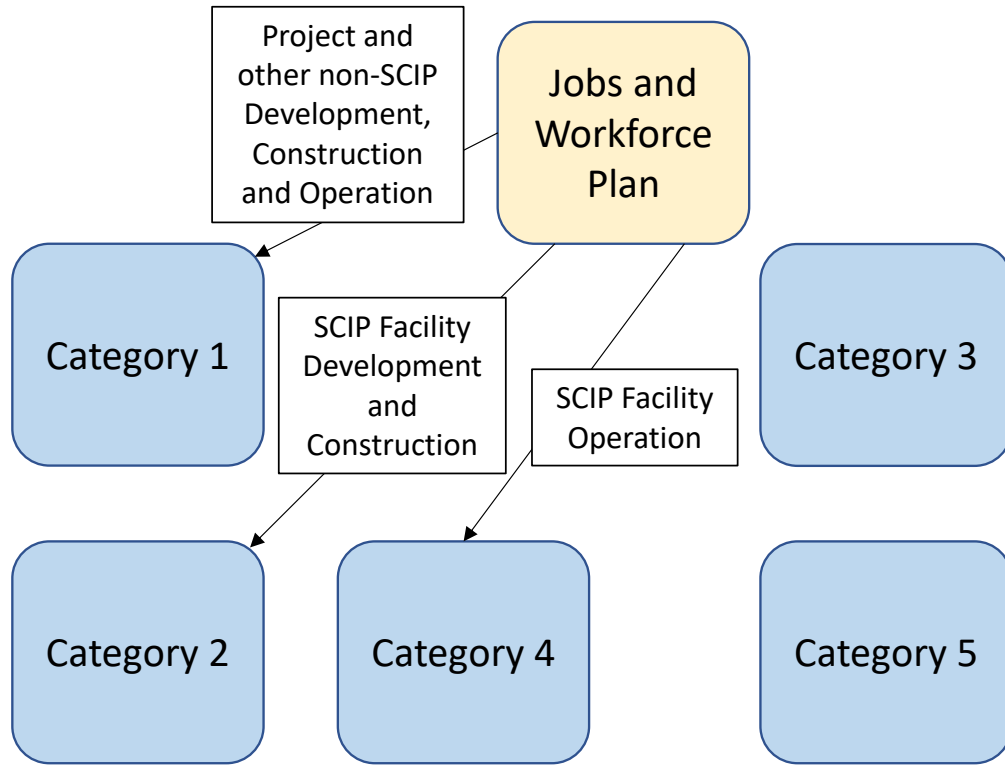 Project and
other non-SCIP
Development,
Construction
and Operation
Jobs and
Workforce
Plan
Category 1
SCIP Facility
Development
and
Construction
SCIP Facility
Operation
Category 3
Category 2
Category 4
Category 5